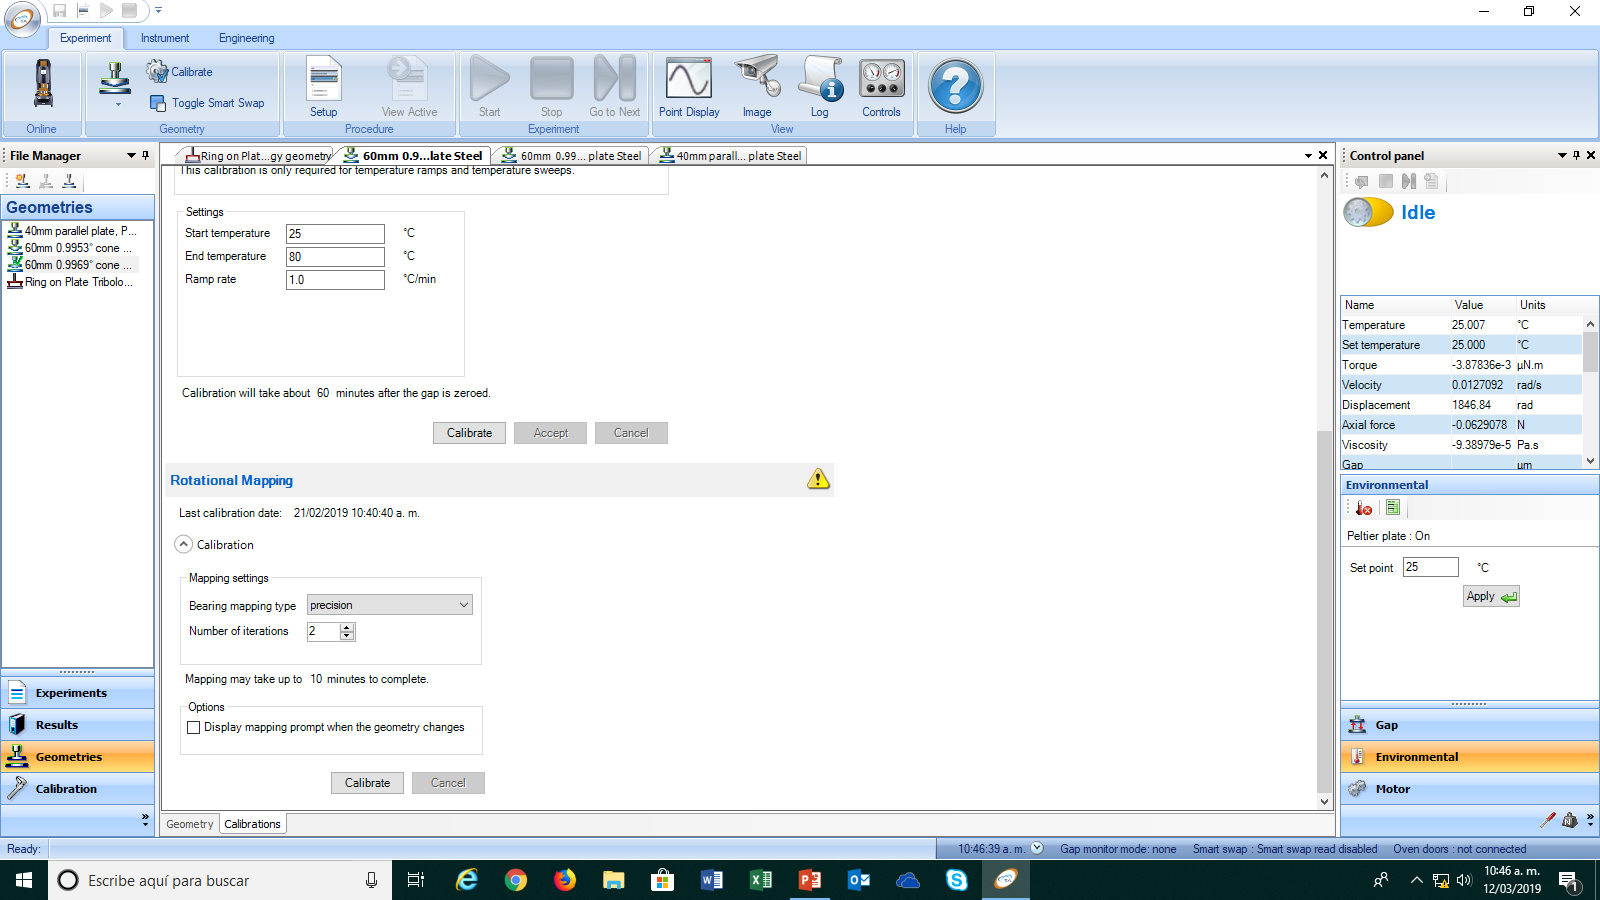 Experiment Instrument Engineering
Online
Calibrate
Toggle Smart Swap
Geometry
Setup
View Active
Procedure
Start
Stop
Go to Next
Experiment
Point Display
Image
Log
Controls
View
Help
File Manager
Geometries
40mm parallel plate, P...
60mm 0.9953° cone ...
60mm 0.9969° cone ...
Ring on Plate Tribolo...
Experiments
Results
Geometries
Calibration
Ring on Plat...gy geometry
60mm 0.9...late Steel
60mm 0.99... plate Steel
40mm parall... plate Steel
This calibration is only required for temperature ramps and temperature sweeps.
Settings
Start temperature 25 °C
End temperature 80 °C
Ramp rate 1.0 °C/min
Calibration will take about 60 minutes after the gap is zeroed.
Calibrate Accept Cancel
Rotational Mapping
Last calibration date: 21/02/2019 10:40:40 a. m.
Calibration
Mapping settings
Bearing mapping type precision
Number of iterations 2
Mapping may take up to 10 minutes to complete.
Options
Display mapping prompt when the geometry changes
Calibrate Cancel
Geometry Calibrations
Control panel
Idle
Name Value Units
Temperature 25.007 °C
Set temperature 25.000 °C
Torque -3.87836e-3 µN.m
Velocity 0.0127092 rad/s
Displacement 1846.84 rad
Axial force -0.0629078 N
Viscosity -9.38979e-5 Pa.s
Gap um
Environmental
Peltier plate : On
Set point 25 °C
Apply
Gap
Environmental
Motor
Ready:
10:46:39 a. m. Gap monitor mode: none Smart swap : Smart swap read disabled Oven doors : not connected
Escribe aquí para buscar
10:46 a. m.
12/03/2019
1